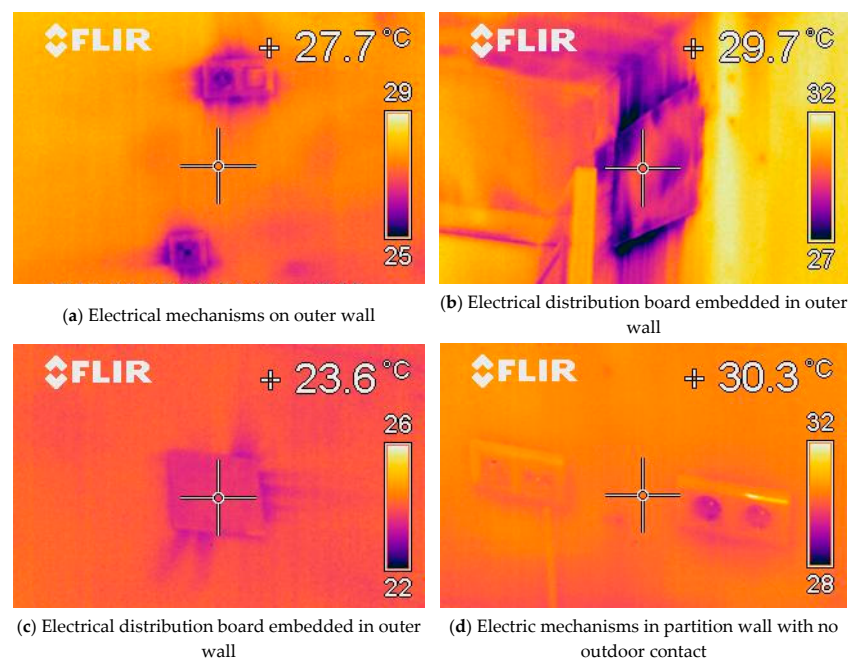 FLIR
27.7 °C
29
25
(a) Electrical mechanisms on outer wall
FLIR
29.7 °C
32
27
(b) Electrical distribution board embedded in outer
wall
FLIR
23.6 °C
26
22
(c) Electrical distribution board embedded in outer
wall
FLIR
30.3 °C
32
28
(d) Electric mechanisms in partition wall with no
outdoor contact